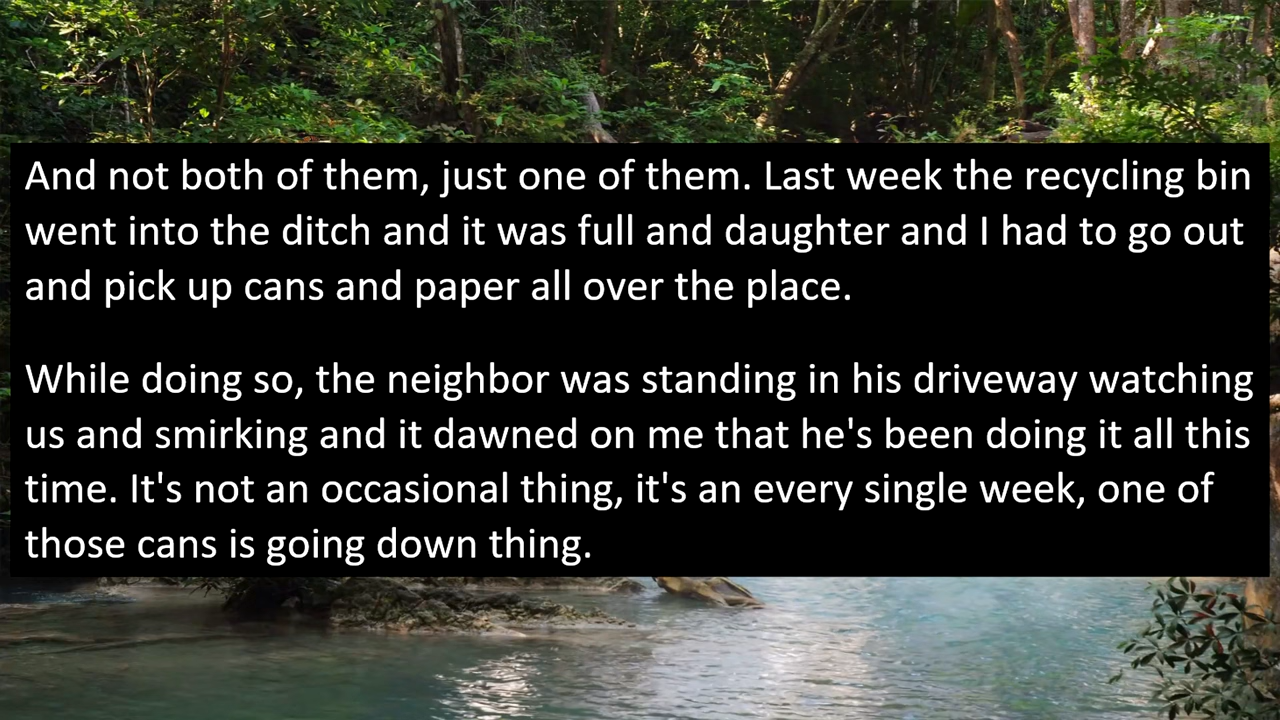 And not both of them, just one of them. Last week the recycling bin
went into the ditch and it was full and daughter and I had to go out
and pick up cans and paper all over the place.
While doing so, the neighbor was standing in his driveway watching
us and smirking and it dawned on me that he's been doing it all this
time. It's not an occasional thing, it's an every single week, one of
those cans is going down thing.